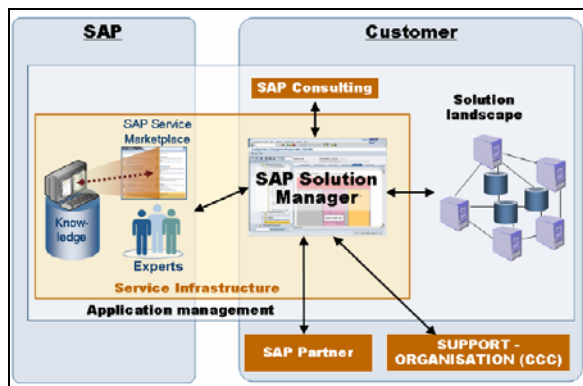 SAP
Customer
SAP Consulting
Solution
landscape
SAP Service
Marketplace
SAP Solution
Manager
Know-
ledge
Experts
Service Infrastructure
Application management
SAP Partner
SUPPORT -
ORGANISATION (CCC)